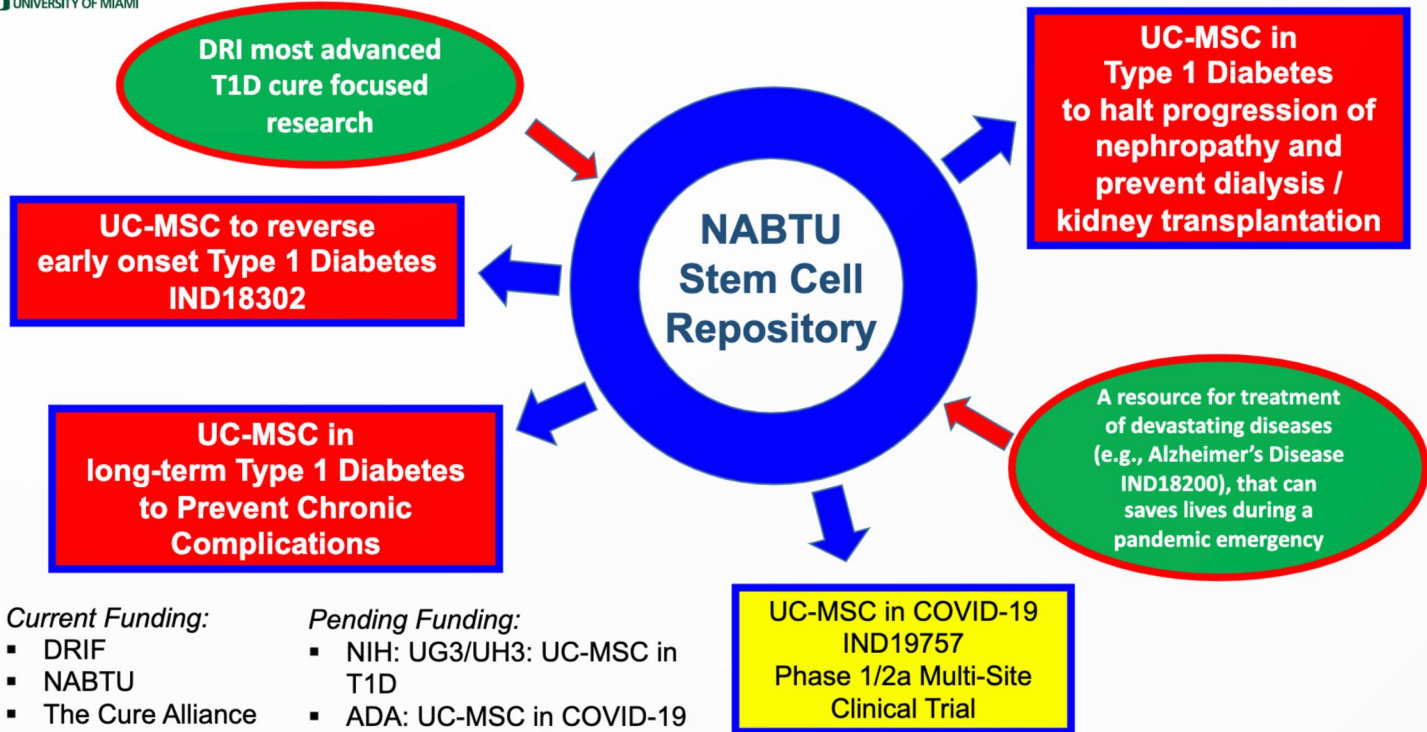 UNIVERSITY OF MIAMI
DRI most advanced
T1D cure focused
research
UC-MSC in
Type 1 Diabetes
to halt progression of
nephropathy and
prevent dialysis /
kidney transplantation
UC-MSC to reverse
early onset Type 1 Diabetes
IND18302
NABTU
Stem Cell
Repository
UC-MSC in
long-term Type 1 Diabetes
to Prevent Chronic
Complications
A resource for treatment
of devastating diseases
(e.g., Alzheimer’s Disease
IND18200), that can
saves lives during a
pandemic emergency
UC-MSC in COVID-19
IND19757
Phase 1/2a Multi-Site
Clinical Trial
Current Funding:
▪ DRIF
▪ NABTU
▪ The Cure Alliance
Pending Funding:
▪ NIH: UG3/UH3: UC-MSC in
T1D
▪ ADA: UC-MSC in COVID-19